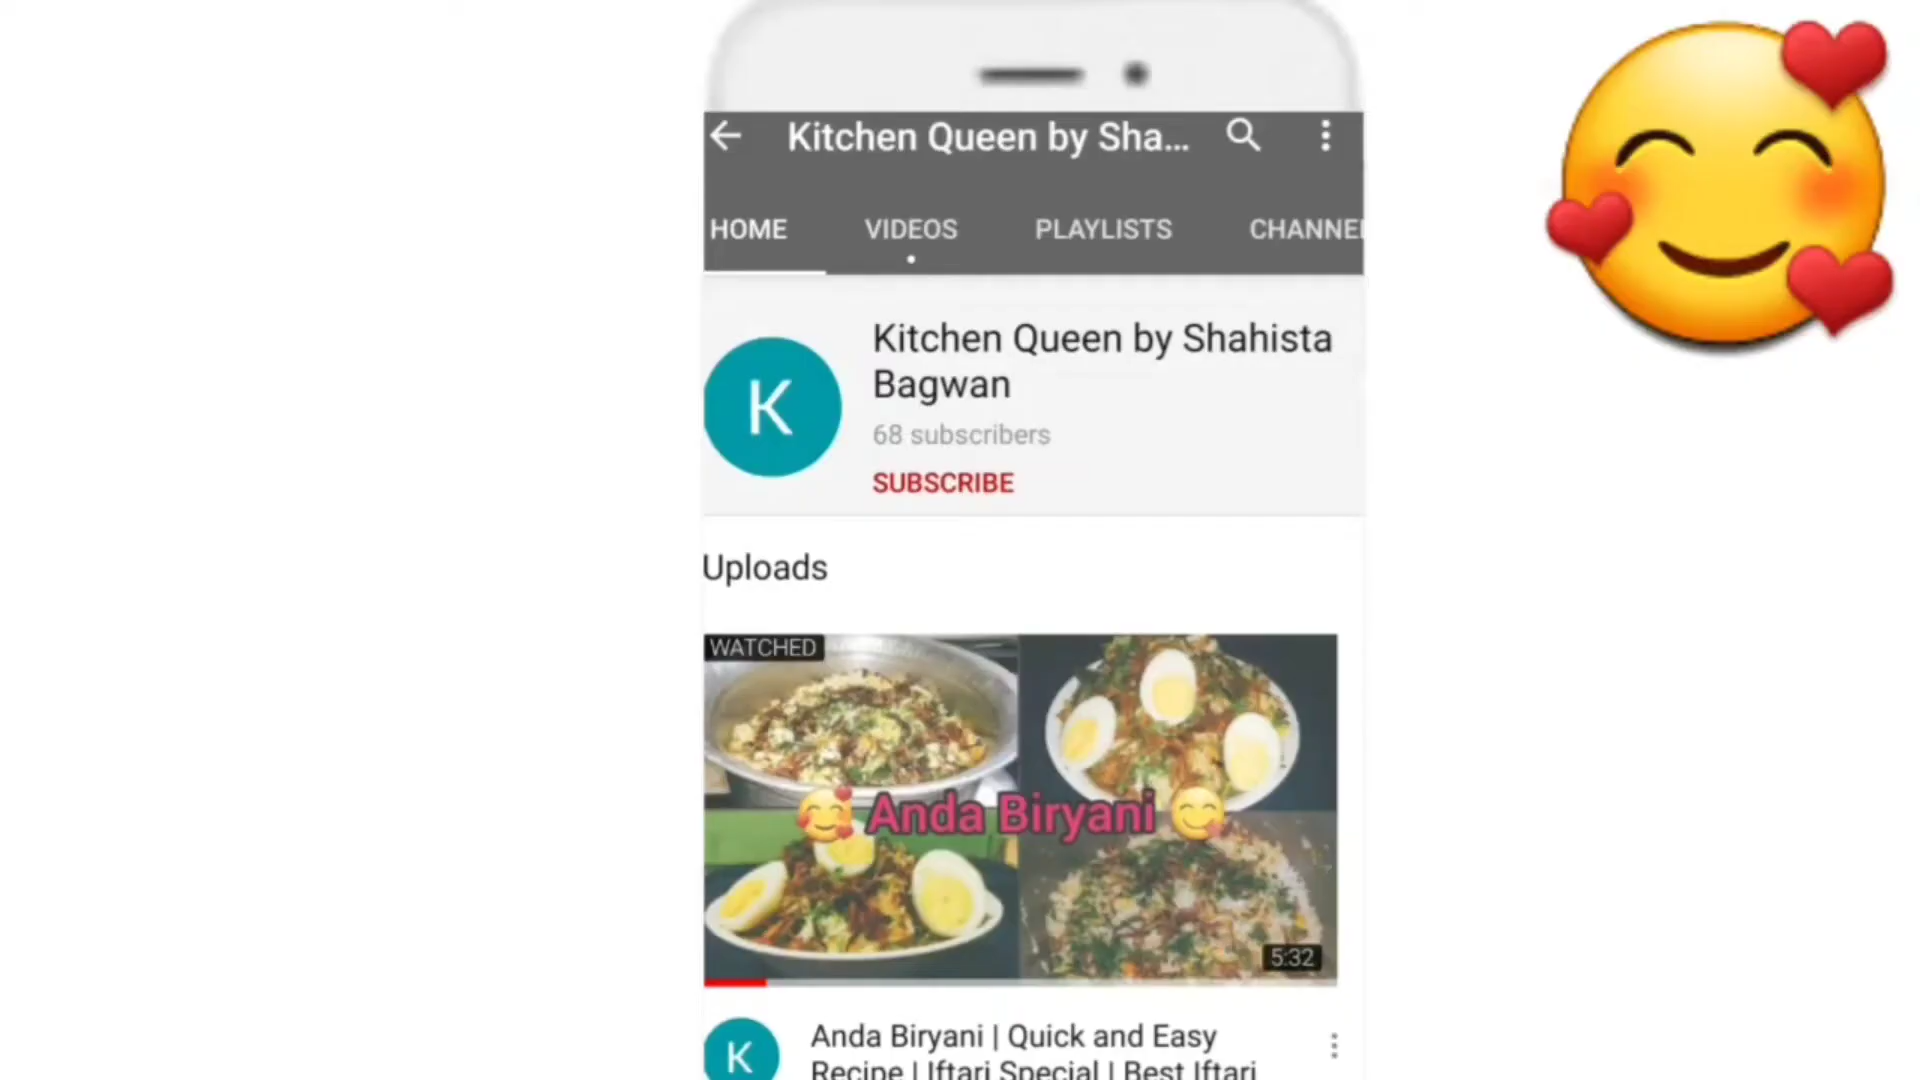 Kitchen Queen by Sha...
HOME VIDEOS PLAYLISTS CHANNE
Kitchen Queen by Shahista
Bagwan
K
68 subscribers
SUBSCRIBE
Uploads
WATCHED
Anda Biryani
5:32
K
Anda Biryani | Quick and Easy
Recipe | Iftari Special | Best Iftari